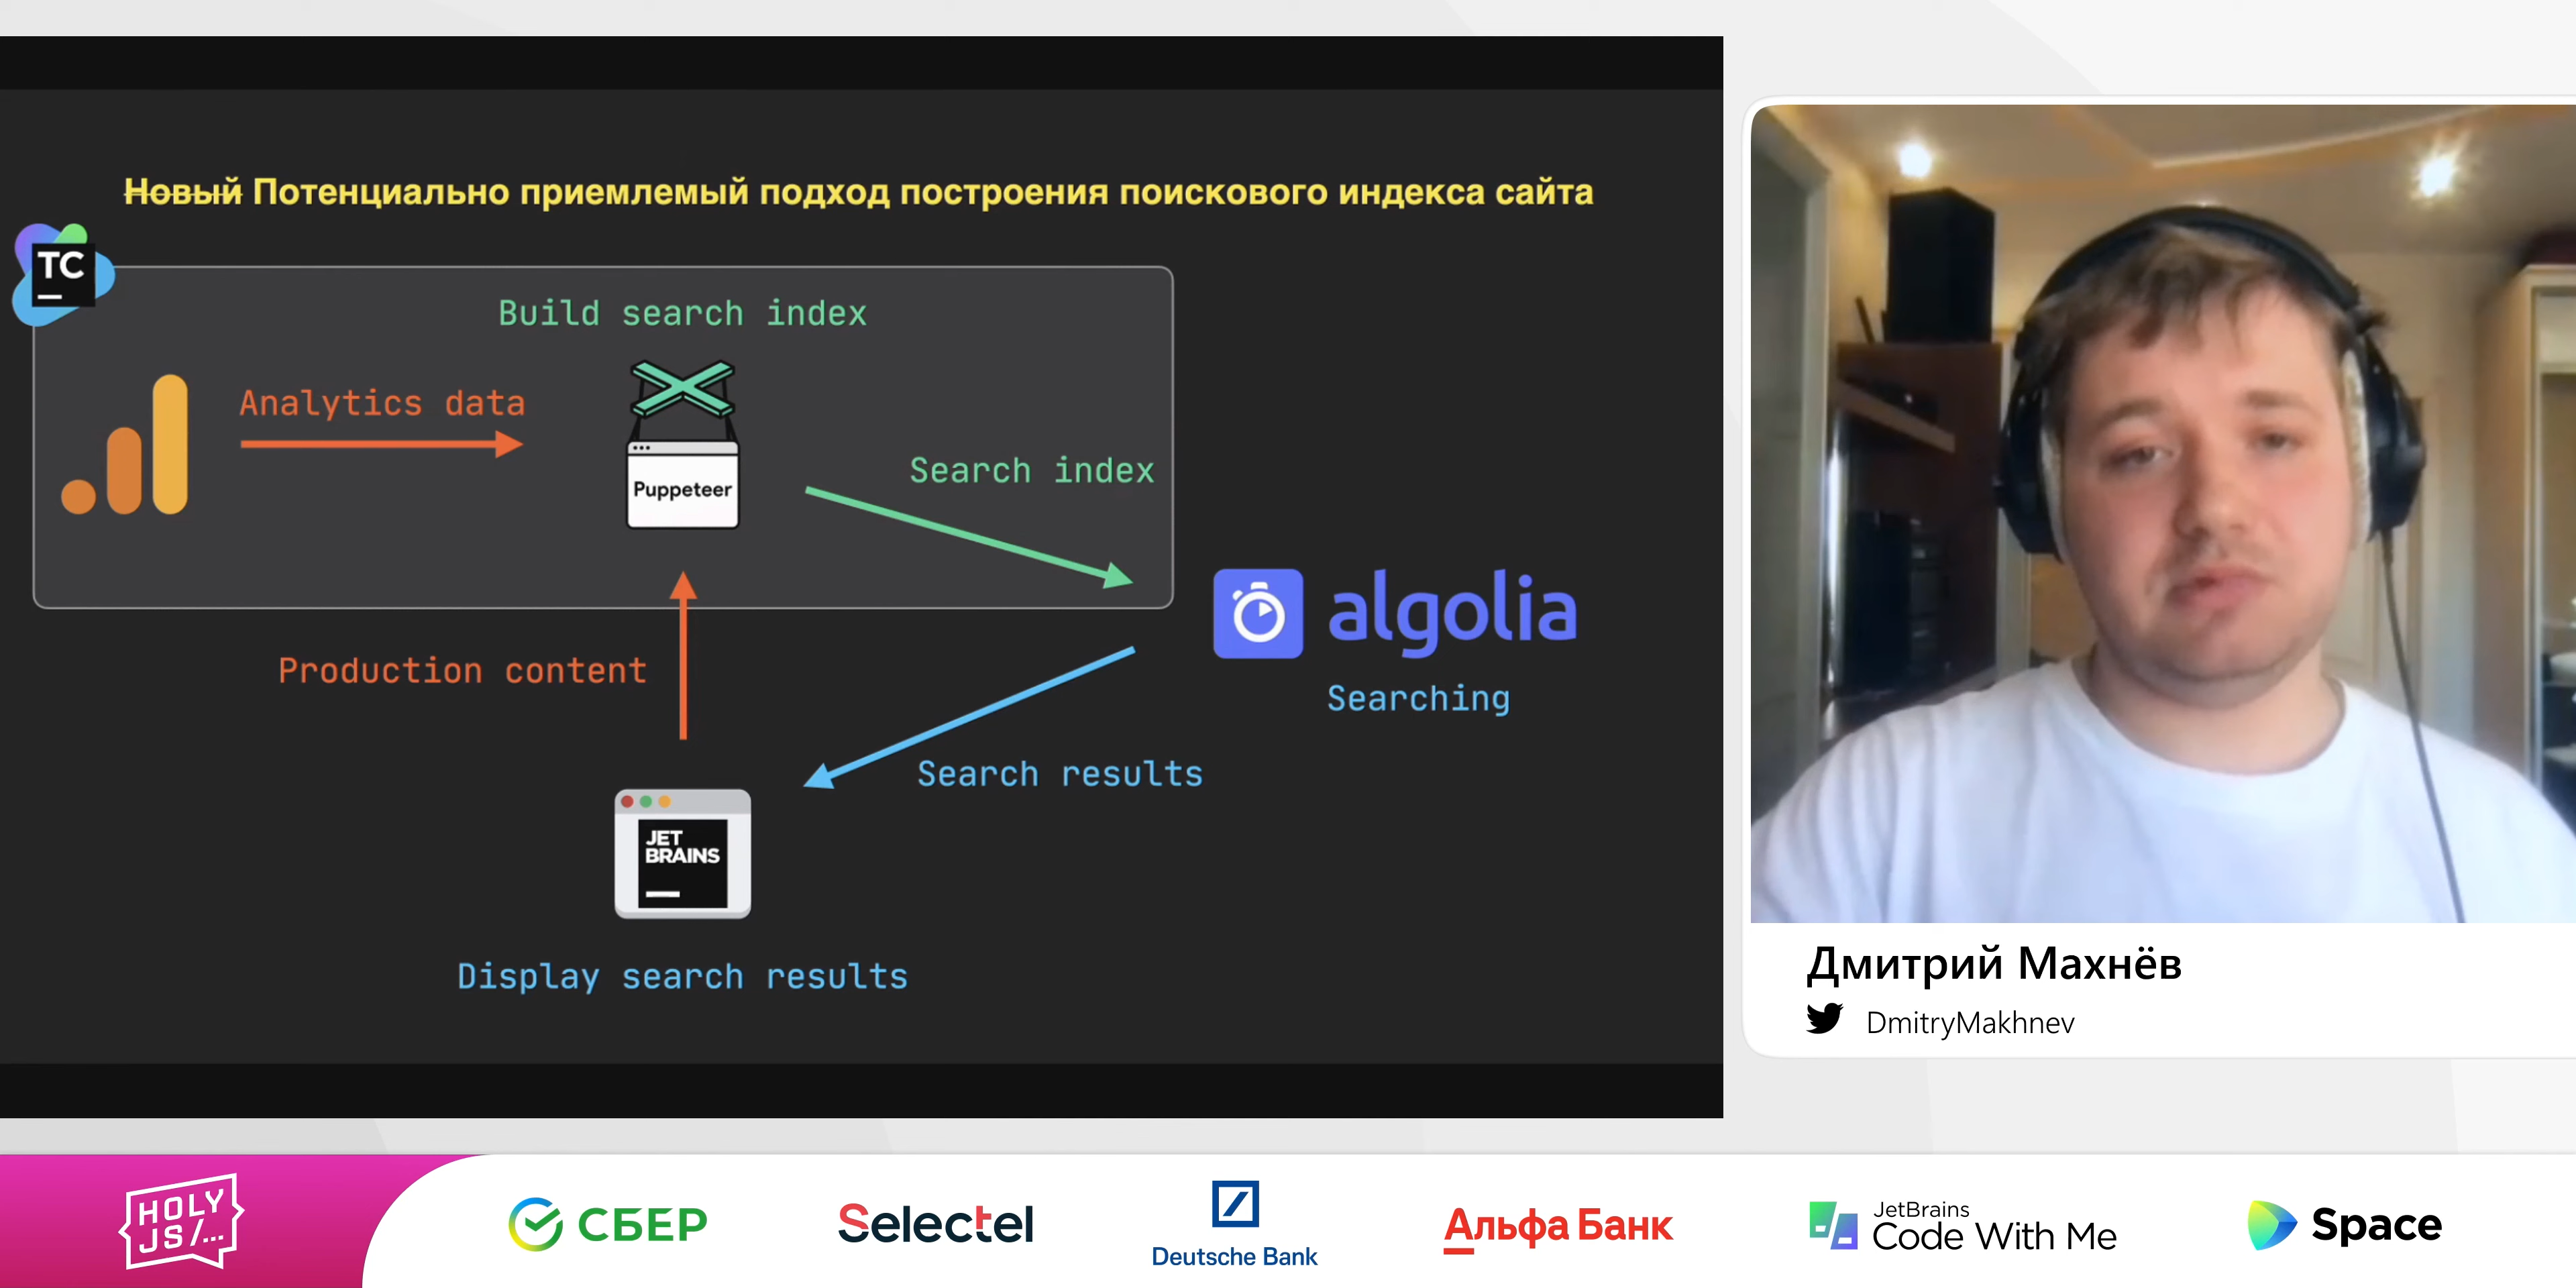 Новый Потенциально приемлемый подход построения поискового индекса сайта
TC
Build search index
Analytics data
Puppeteer
Search index
algolia
Searching
Production content
Search results
JET
BRAINS
Display search results
Дмитрий Махнёв
DmitryMakhnev
HOLY
JS/...
СБЕР
Selectel
Deutsche Bank
Альфа Банк
JetBrains
Code With Me
Space